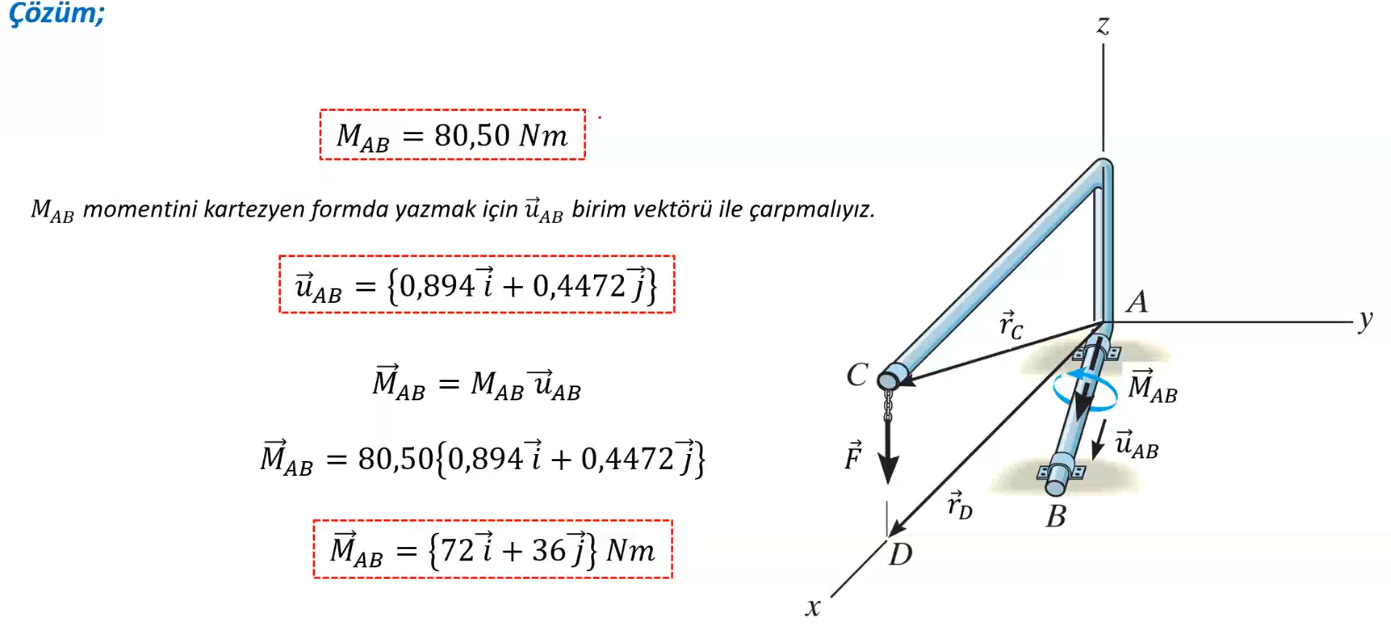 Çözüm;
M_AB = 80,50 Nm
M_AB momentini kartezyen formda yazmak için u⃗_AB birim vektörü ile çarpmalıyız.
u⃗_AB = {0,894 i⃗ + 0,4472 j⃗}
M⃗_AB = M_AB u⃗_AB
M⃗_AB = 80,50{0,894 i⃗ + 0,4472 j⃗}
M⃗_AB = {72 i⃗ + 36 j⃗} Nm
z
A
y
r⃗_C
C
M⃗_AB
u⃗_AB
F⃗
r⃗_D
B
D
x